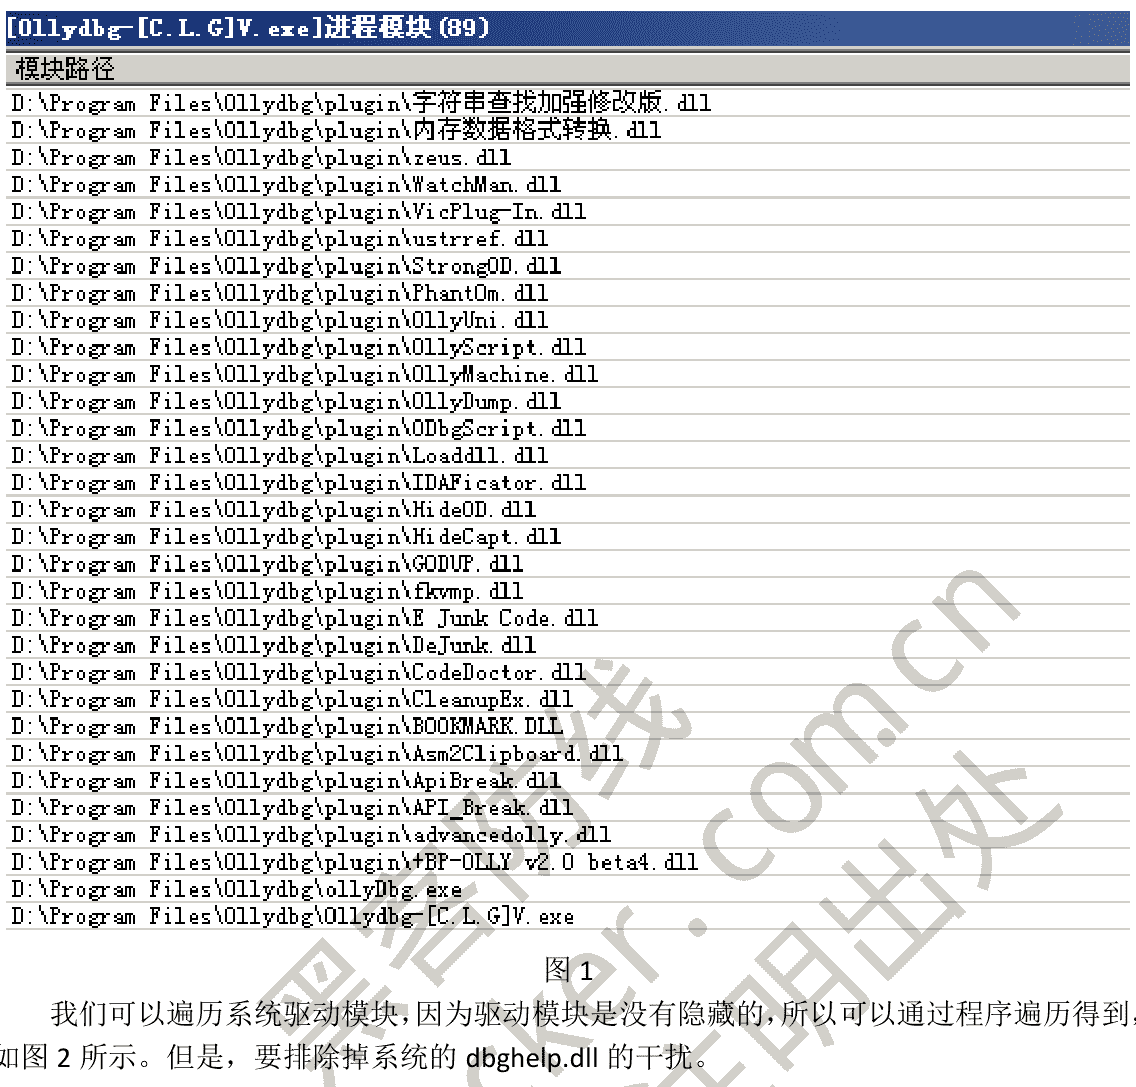 [Ollydbg-[C.L.G]V.exe]进程模块(89)
模块路径
D:\Program Files\Ollydbg\plugin\字符串查找加强修改版.dll
D:\Program Files\Ollydbg\plugin\内存数据格式转换.dll
D:\Program Files\Ollydbg\plugin\zeus.dll
D:\Program Files\Ollydbg\plugin\WatchMan.dll
D:\Program Files\Ollydbg\plugin\VicPlug-In.dll
D:\Program Files\Ollydbg\plugin\ustrref.dll
D:\Program Files\Ollydbg\plugin\StrongOD.dll
D:\Program Files\Ollydbg\plugin\PhantOm.dll
D:\Program Files\Ollydbg\plugin\OllyUni.dll
D:\Program Files\Ollydbg\plugin\OllyScript.dll
D:\Program Files\Ollydbg\plugin\OllyMachine.dll
D:\Program Files\Ollydbg\plugin\OllyDump.dll
D:\Program Files\Ollydbg\plugin\ODbgScript.dll
D:\Program Files\Ollydbg\plugin\Loaddll.dll
D:\Program Files\Ollydbg\plugin\IDAFicator.dll
D:\Program Files\Ollydbg\plugin\HideOD.dll
D:\Program Files\Ollydbg\plugin\HideCapt.dll
D:\Program Files\Ollydbg\plugin\GODUP.dll
D:\Program Files\Ollydbg\plugin\fkvmp.dll
D:\Program Files\Ollydbg\plugin\E Junk Code.dll
D:\Program Files\Ollydbg\plugin\DeJunk.dll
D:\Program Files\Ollydbg\plugin\CodeDoctor.dll
D:\Program Files\Ollydbg\plugin\CleanupEx.dll
D:\Program Files\Ollydbg\plugin\BOOKMARK.DLL
D:\Program Files\Ollydbg\plugin\Asm2Clipboard.dll
D:\Program Files\Ollydbg\plugin\ApiBreak.dll
D:\Program Files\Ollydbg\plugin\API_Break.dll
D:\Program Files\Ollydbg\plugin\advancedolly.dll
D:\Program Files\Ollydbg\plugin\+BP-OLLY v2.0 beta4.dll
D:\Program Files\Ollydbg\ollyDbg.exe
D:\Program Files\Ollydbg\Ollydbg-[C.L.G]V.exe
图 1
我们可以遍历系统驱动模块,因为驱动模块是没有隐藏的,所以可以通过程序遍历得到,
如图 2 所示。但是，要排除掉系统的 dbghelp.dll 的干扰。
黑客防线
cker.com.cn
注明出处